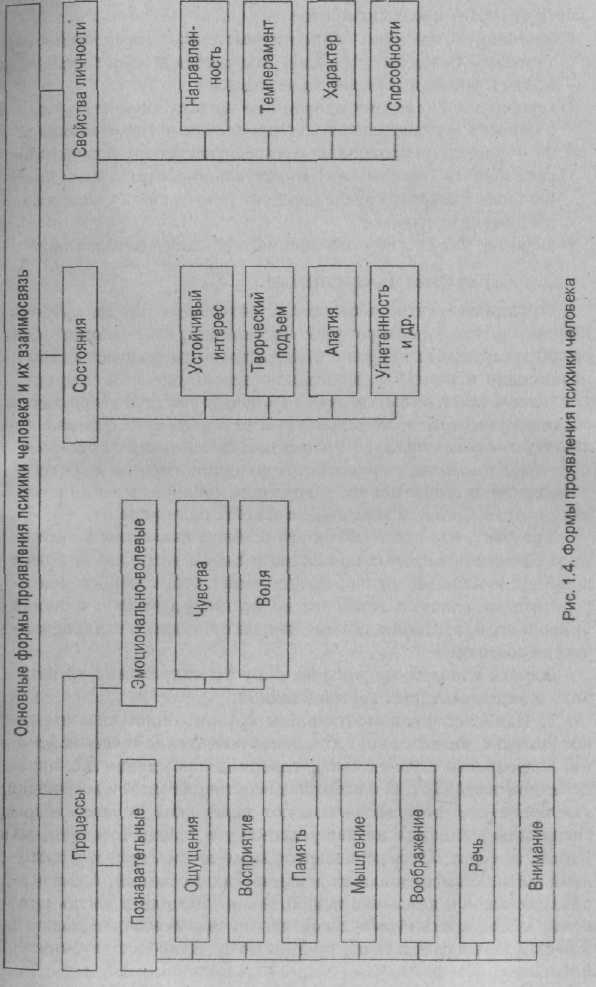 Основные формы проявления психики человека и их взаимосвязь
Процессы
Состояния
Свойства личности
Познавательные
Эмоционально-волевые
Ощущения
Восприятие
Память
Мышление
Воображение
Речь
Внимание
Чувства
Воля
Устойчивый
интерес
Творческий
подъем
Апатия
Угнетенность
и др.
Направлен-
ность
Темперамент
Характер
Способности
Рис. 1.4. Формы проявления психики человека